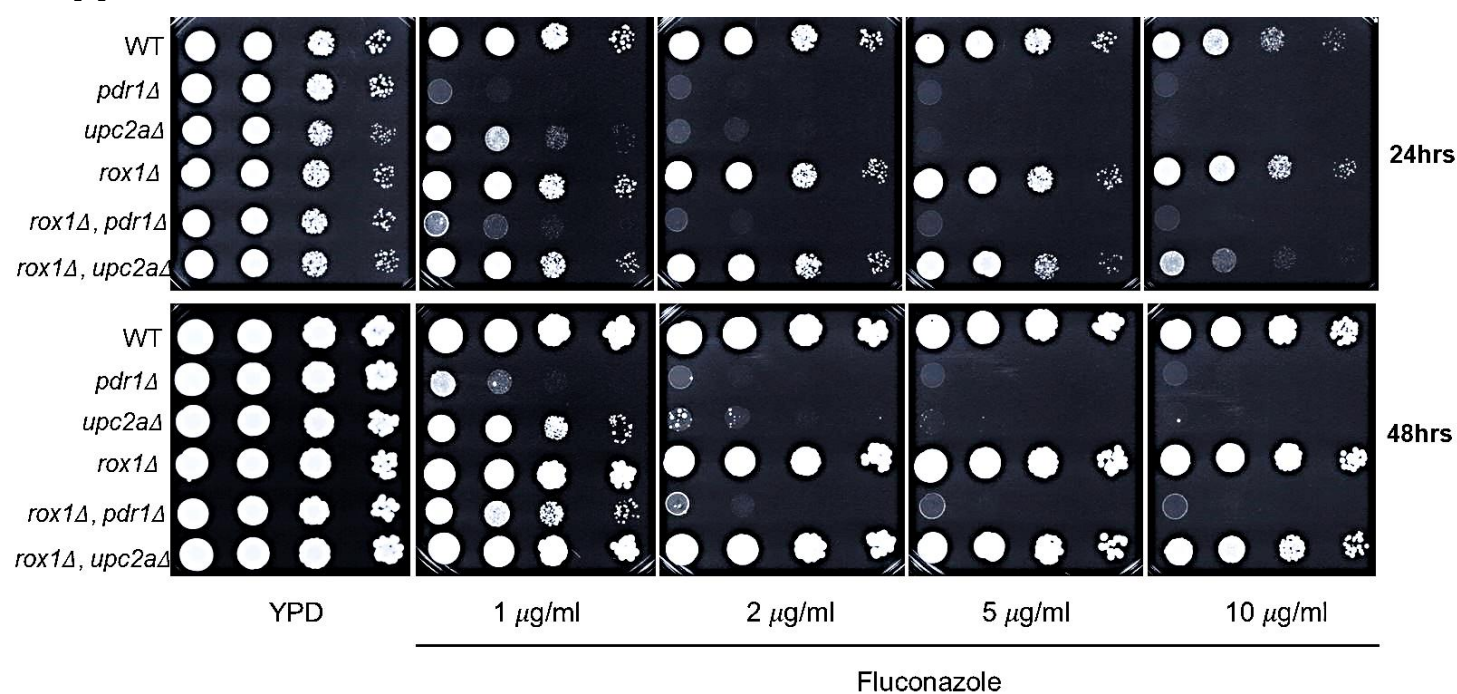 WT
pdr1Δ
upc2aΔ
rox1Δ
rox1Δ, pdr1Δ
rox1Δ, upc2aΔ
24hrs
WT
pdr1Δ
upc2aΔ
rox1Δ
rox1Δ, pdr1Δ
rox1Δ, upc2aΔ
48hrs
YPD 1 μg/ml 2 μg/ml 5 μg/ml 10 μg/ml
Fluconazole